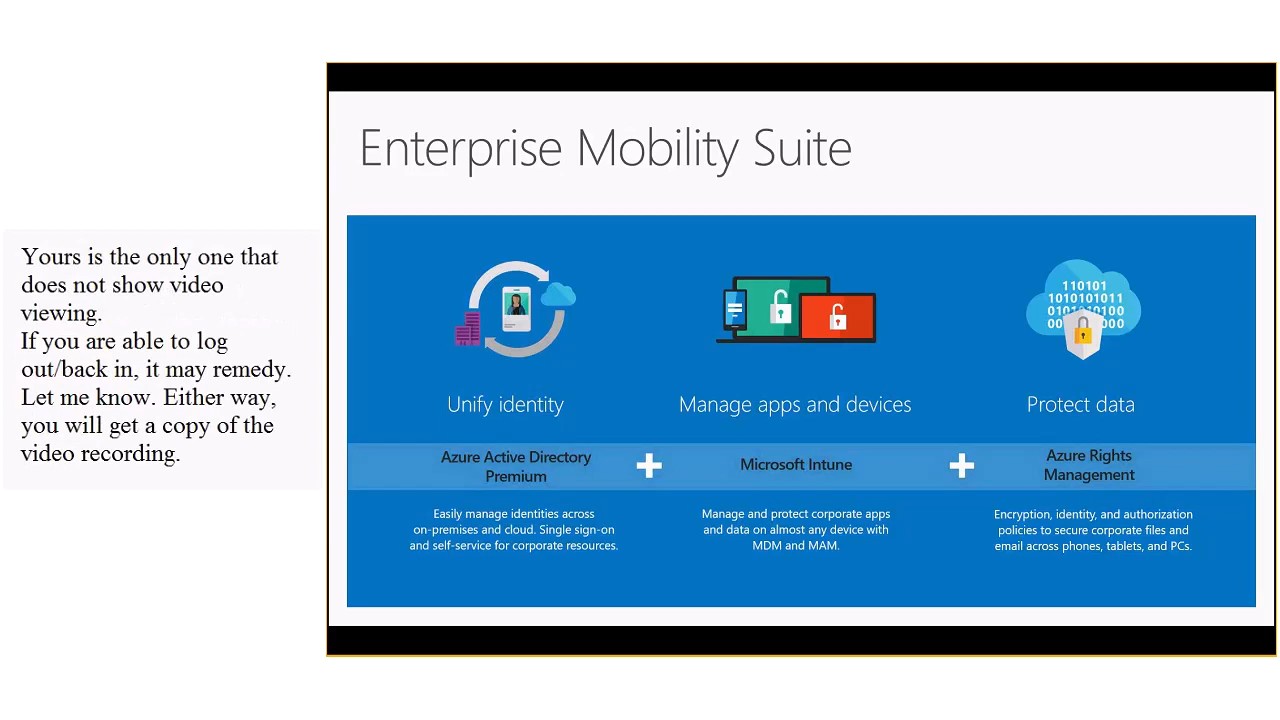 Yours is the only one that
does not show video
viewing.
If you are able to log
out/back in, it may remedy.
Let me know. Either way,
you will get a copy of the
video recording.
Enterprise Mobility Suite
110101
1010101011
Unify identity
Azure Active Directory
Premium
Easily manage identities across
on-premises and cloud. Single sign-on
and self-service for corporate resources.
Manage apps and devices
Microsoft Intune
Manage and protect corporate apps
and data on almost any device with
MDM and MAM.
Protect data
Azure Rights
Management
Encryption, identity, and authorization
policies to secure corporate files and
email across phones, tablets, and PCs.